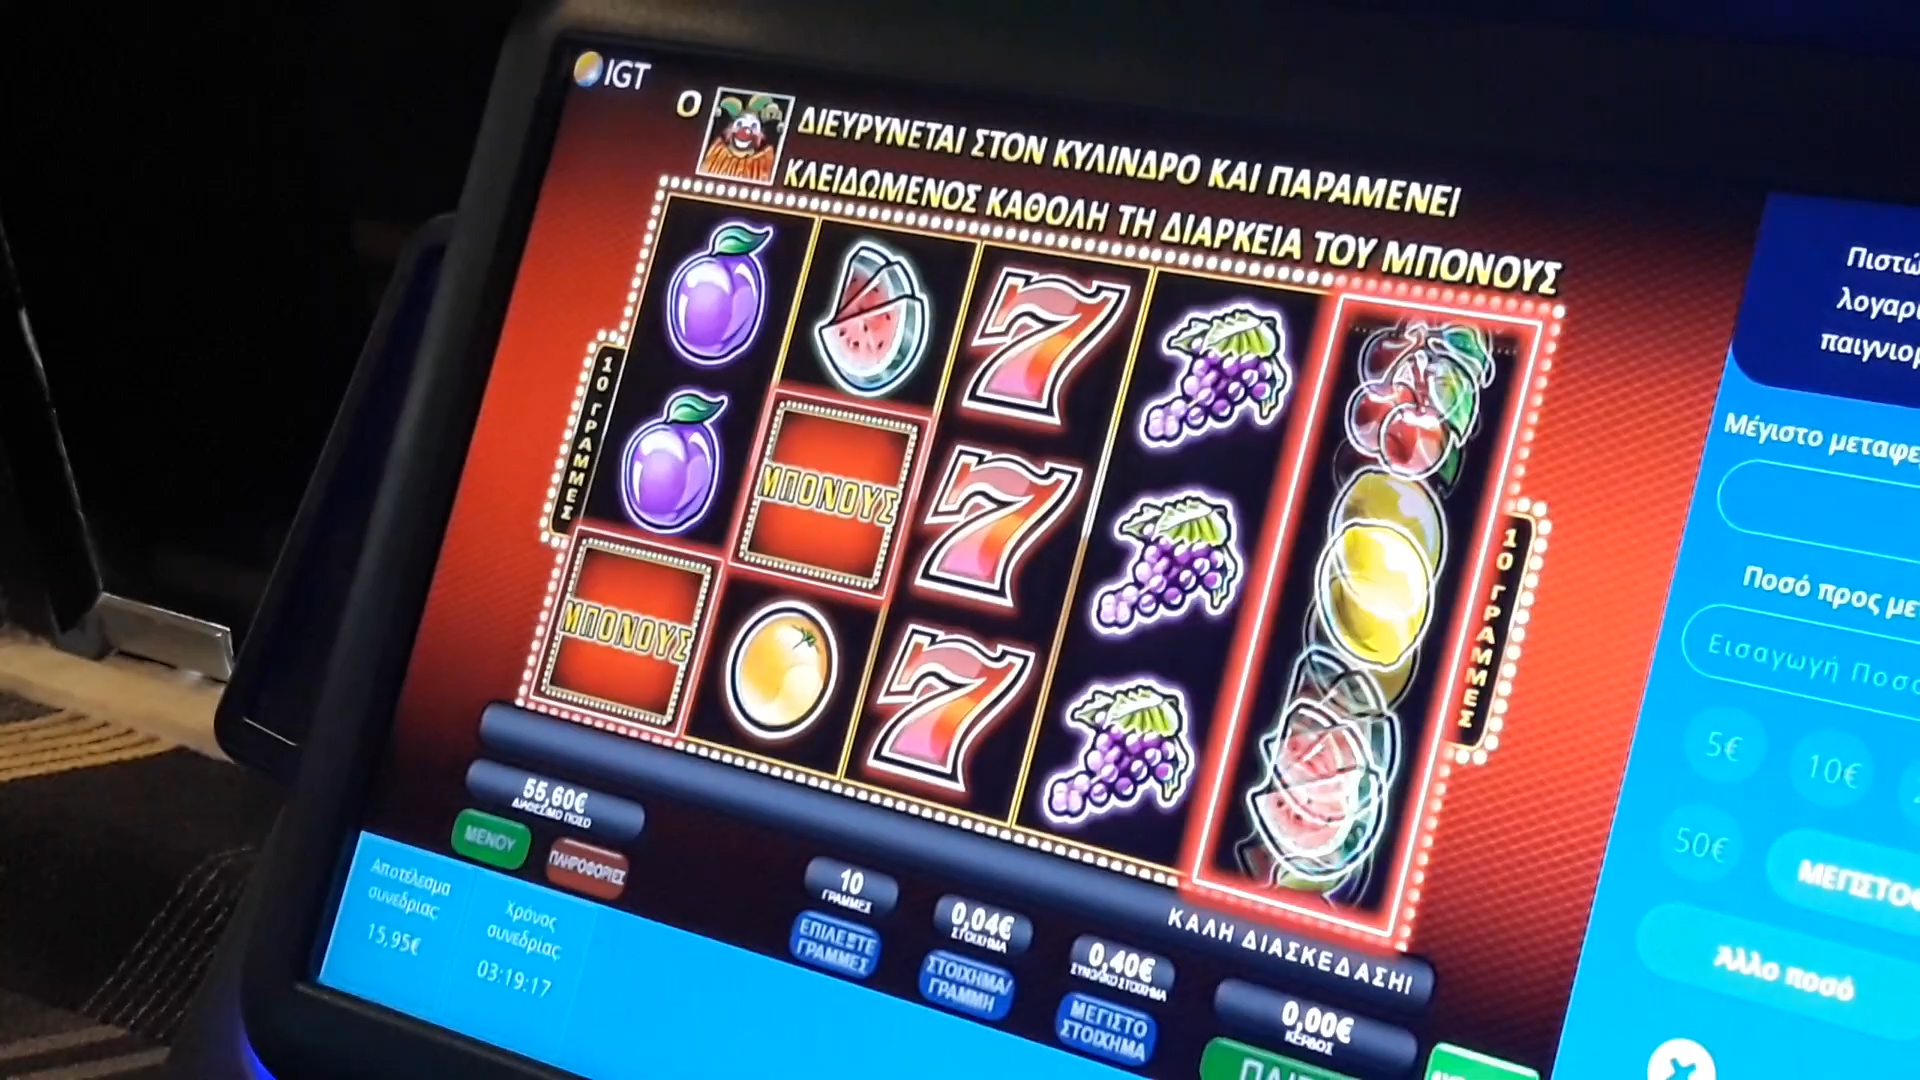 IGT
Ο ΔΙΕΥΡΥΝΕΤΑΙ ΣΤΟΝ ΚΥΛΙΝΔΡΟ ΚΑΙ ΠΑΡΑΜΕΝΕΙ
ΚΛΕΙΔΩΜΕΝΟΣ ΚΑΘΟΛΗ ΤΗ ΔΙΑΡΚΕΙΑ ΤΟΥ ΜΠΟΝΟΥΣ
10 ΓΡΑΜΜΕΣ
ΜΠΟΝΟΥΣ
ΜΠΟΝΟΥΣ
10 ΓΡΑΜΜΕΣ
55,60€
ΔΙΑΘΕΣΙΜΟ ΠΟΣΟ
ΜΕΝΟΥ
ΠΛΗΡΟΦΟΡΙΕΣ
10
ΓΡΑΜΜΕΣ
ΕΠΙΛΕΞΤΕ
ΓΡΑΜΜΕΣ
0,04€
ΣΤΟΙΧΗΜΑ
ΣΤΟΙΧΗΜΑ/
ΓΡΑΜΜΗ
0,40€
ΣΥΝΟΛΙΚΟ ΣΤΟΙΧΗΜΑ
ΜΕΓΙΣΤΟ
ΣΤΟΙΧΗΜΑ
ΚΑΛΗ ΔΙΑΣΚΕΔΑΣΗ!
0,00€
ΚΕΡΔΟΣ
Αποτέλεσμα
συνεδρίας
15,95€
Χρόνος
συνεδρίας
03:19:17
Μέγιστο
Ποσό προς
Εισαγωγή
5€
10€
50€
Άλλο ποσό